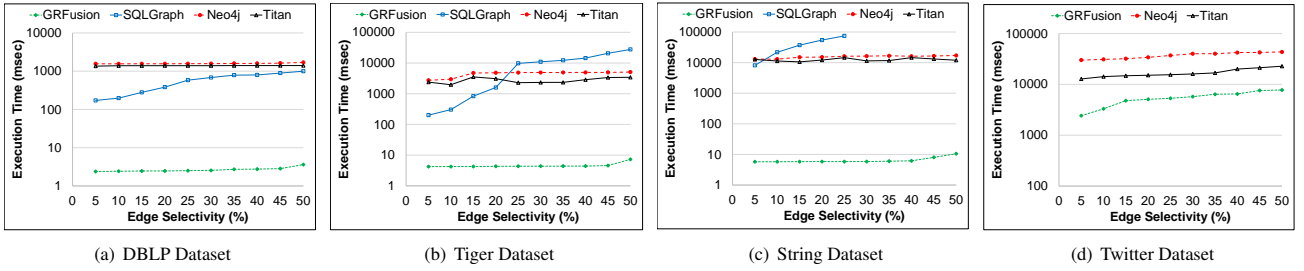 GRFusion SQLGraph Neo4j Titan
Execution Time (msec)
10000
1000
100
10
1
5 10 15 20 25 30 35 40 45 50
Edge Selectivity (%)
(a) DBLP Dataset
GRFusion SQLGraph Neo4j Titan
Execution Time (msec)
100000
10000
1000
100
10
1
5 10 15 20 25 30 35 40 45 50
Edge Selectivity (%)
(b) Tiger Dataset
GRFusion SQLGraph Neo4j Titan
Execution Time (msec)
100000
10000
1000
100
10
1
5 10 15 20 25 30 35 40 45 50
Edge Selectivity (%)
(c) String Dataset
GRFusion Neo4j Titan
Execution Time (msec)
100000
10000
1000
100
5 10 15 20 25 30 35 40 45 50
Edge Selectivity (%)
(d) Twitter Dataset